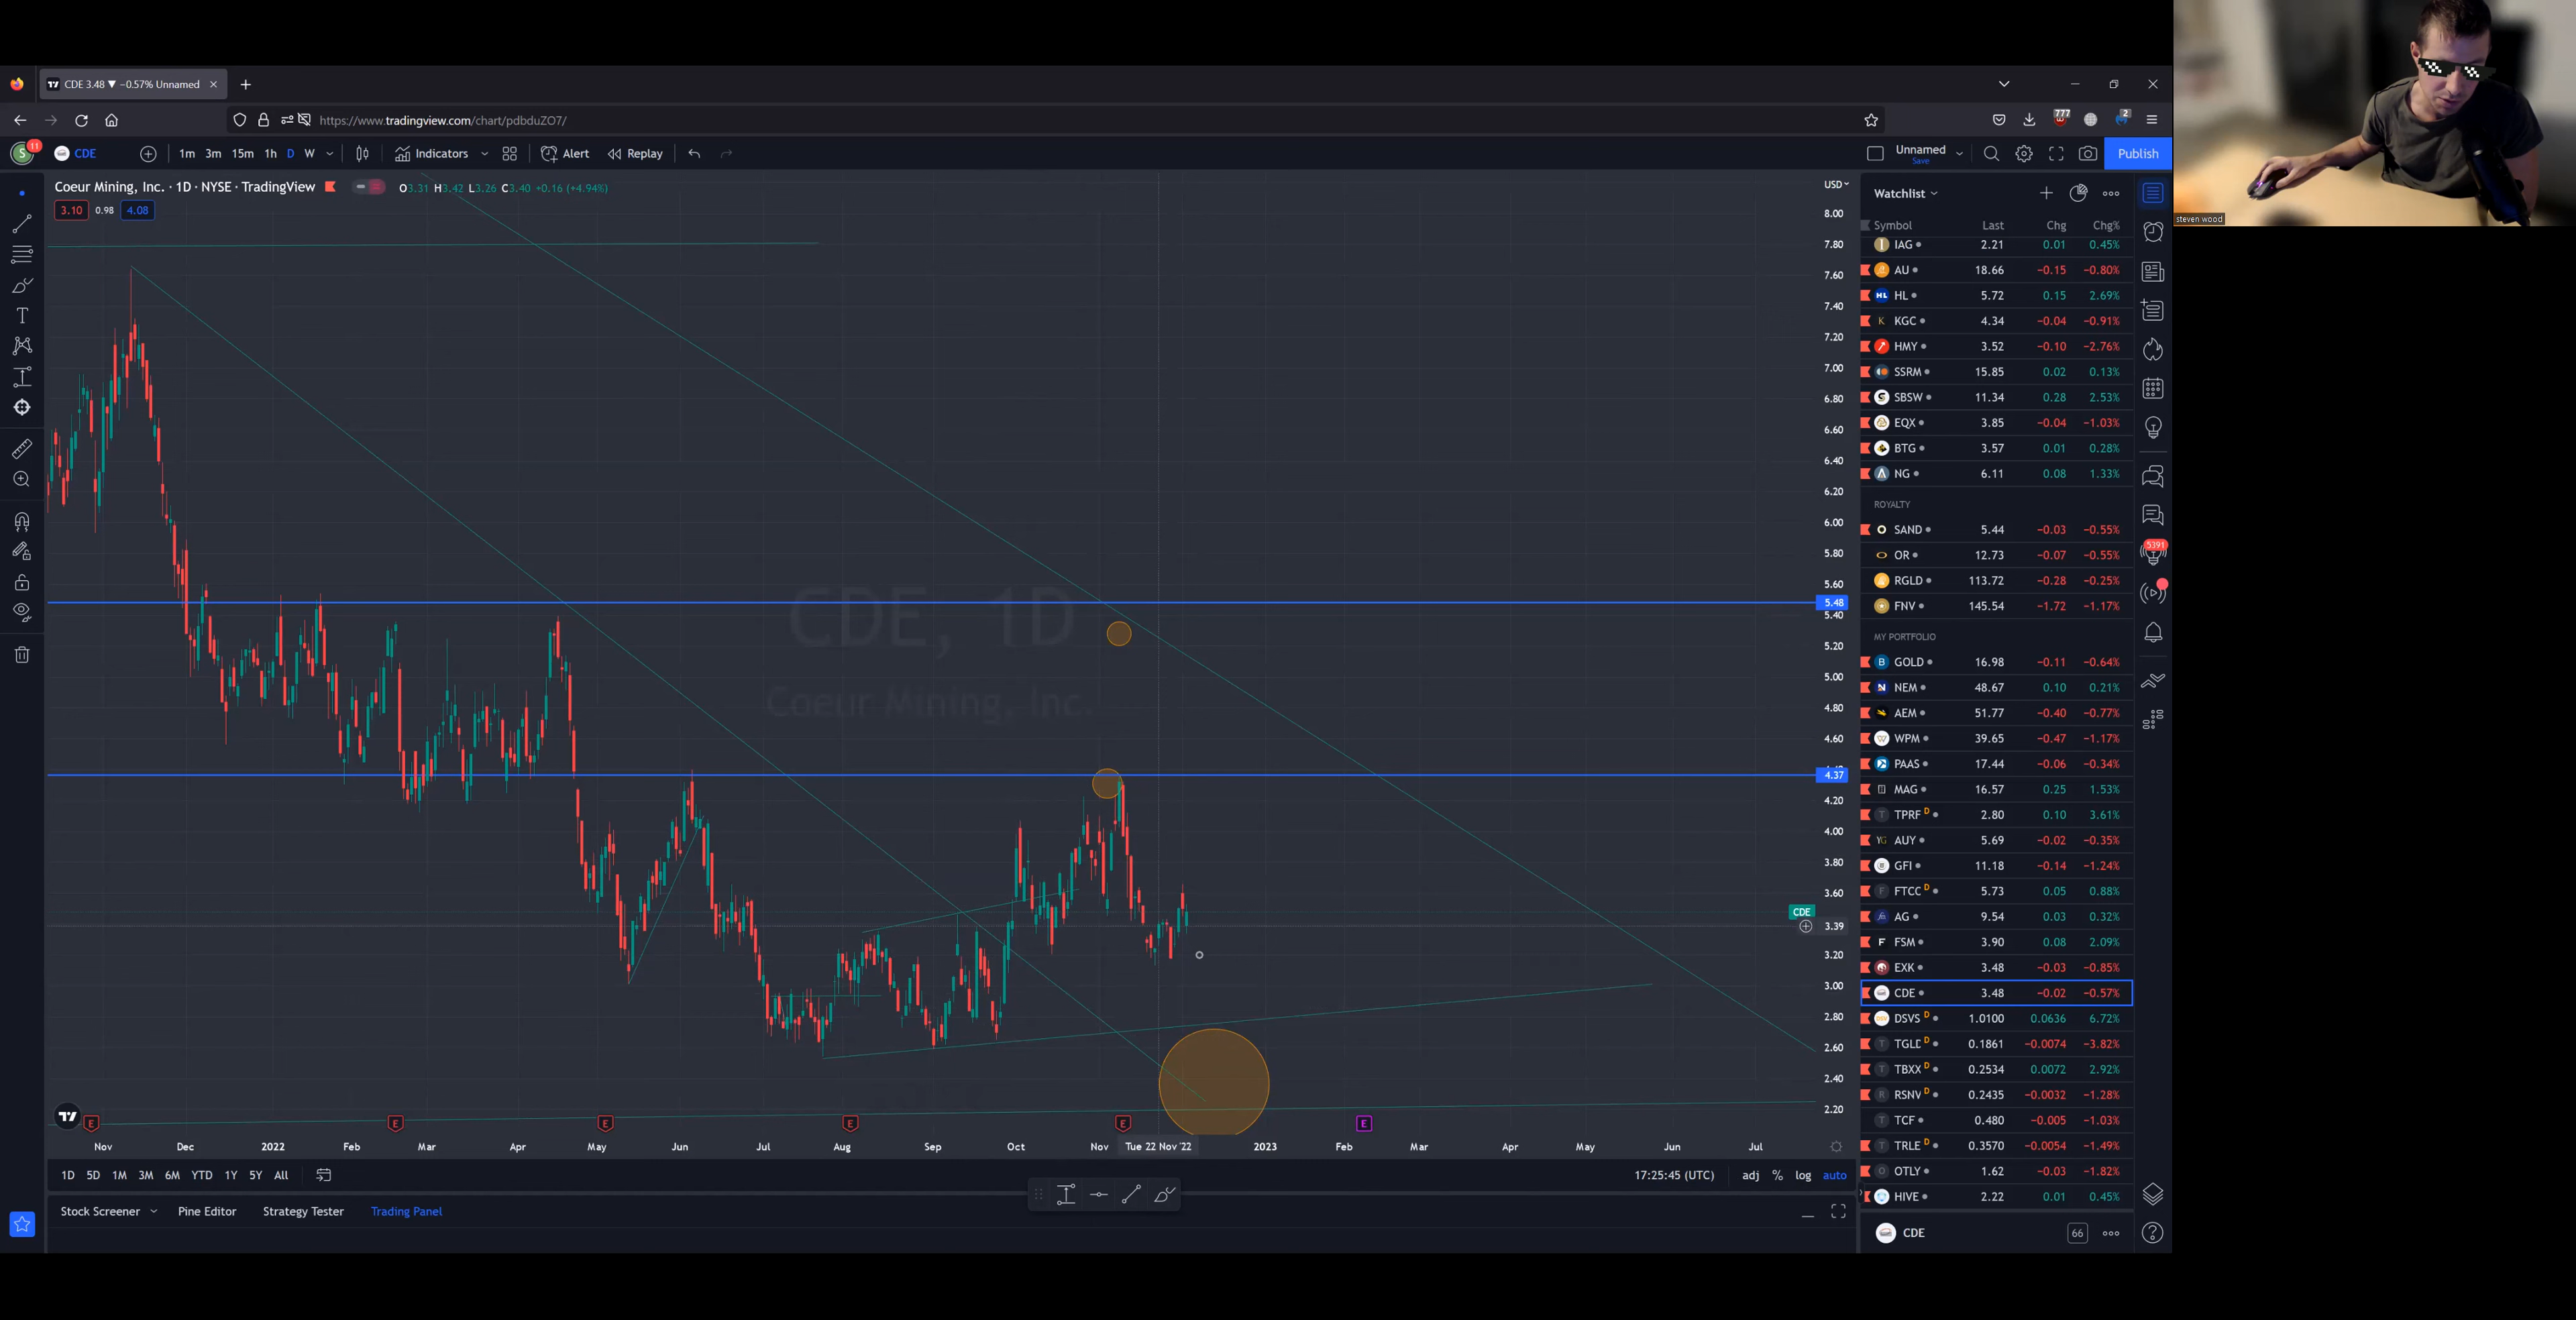 CDE 3.48 ▼ −0.57% Unnamed
https://www.tradingview.com/chart/pdbduZO7/
777
2
S
11
CDE
1m 3m 15m 1h D W
Indicators
Alert
Replay
Unnamed
Save
Publish
Coeur Mining, Inc. · 1D · NYSE · TradingView
O3.31 H3.42 L3.26 C3.40 +0.16 (+4.94%)
3.10 0.98 4.08
CDE, 1D
Coeur Mining, Inc.
USD
8.00
7.80
7.60
7.40
7.20
7.00
6.80
6.60
6.40
6.20
6.00
5.80
5.60
5.48
5.40
5.20
5.00
4.80
4.60
4.37
4.20
4.00
3.80
3.60
CDE
3.39
3.20
3.00
2.80
2.60
2.40
2.20
E E E E E E
Nov Dec 2022 Feb Mar Apr May Jun Jul Aug Sep Oct Nov Tue 22 Nov '22 2023 Feb Mar Apr May Jun Jul
1D 5D 1M 3M 6M YTD 1Y 5Y All
17:25:45 (UTC) adj % log auto
Stock Screener Pine Editor Strategy Tester Trading Panel
Watchlist
Symbol Last Chg Chg%
IAG 2.21 0.01 0.45%
AU 18.66 −0.15 −0.80%
HL 5.72 0.15 2.69%
KGC 4.34 −0.04 −0.91%
HMY 3.52 −0.10 −2.76%
SSRM 15.85 0.02 0.13%
SBSW 11.34 0.28 2.53%
EQX 3.85 −0.04 −1.03%
BTG 3.57 0.01 0.28%
NG 6.11 0.08 1.33%
ROYALTY
SAND 5.44 −0.03 −0.55%
OR 12.73 −0.07 −0.55%
RGLD 113.72 −0.28 −0.25%
FNV 145.54 −1.72 −1.17%
MY PORTFOLIO
GOLD 16.98 −0.11 −0.64%
NEM 48.67 0.10 0.21%
AEM 51.77 −0.40 −0.77%
WPM 39.65 −0.47 −1.17%
PAAS 17.44 −0.06 −0.34%
MAG 16.57 0.25 1.53%
TPRF D 2.80 0.10 3.61%
AUY 5.69 −0.02 −0.35%
GFI 11.18 −0.14 −1.24%
FTCC D 5.73 0.05 0.88%
AG 9.54 0.03 0.32%
FSM 3.90 0.08 2.09%
EXK 3.48 −0.03 −0.85%
CDE 3.48 −0.02 −0.57%
DSVS D 1.0100 0.0636 6.72%
TGLD D 0.1861 −0.0074 −3.82%
TBXX D 0.2534 0.0072 2.92%
RSNV D 0.2435 −0.0032 −1.28%
TCF 0.480 −0.005 −1.03%
TRLE D 0.3570 −0.0054 −1.49%
OTLY 1.62 −0.03 −1.82%
HIVE 2.22 0.01 0.45%
CDE
66
5391
steven wood